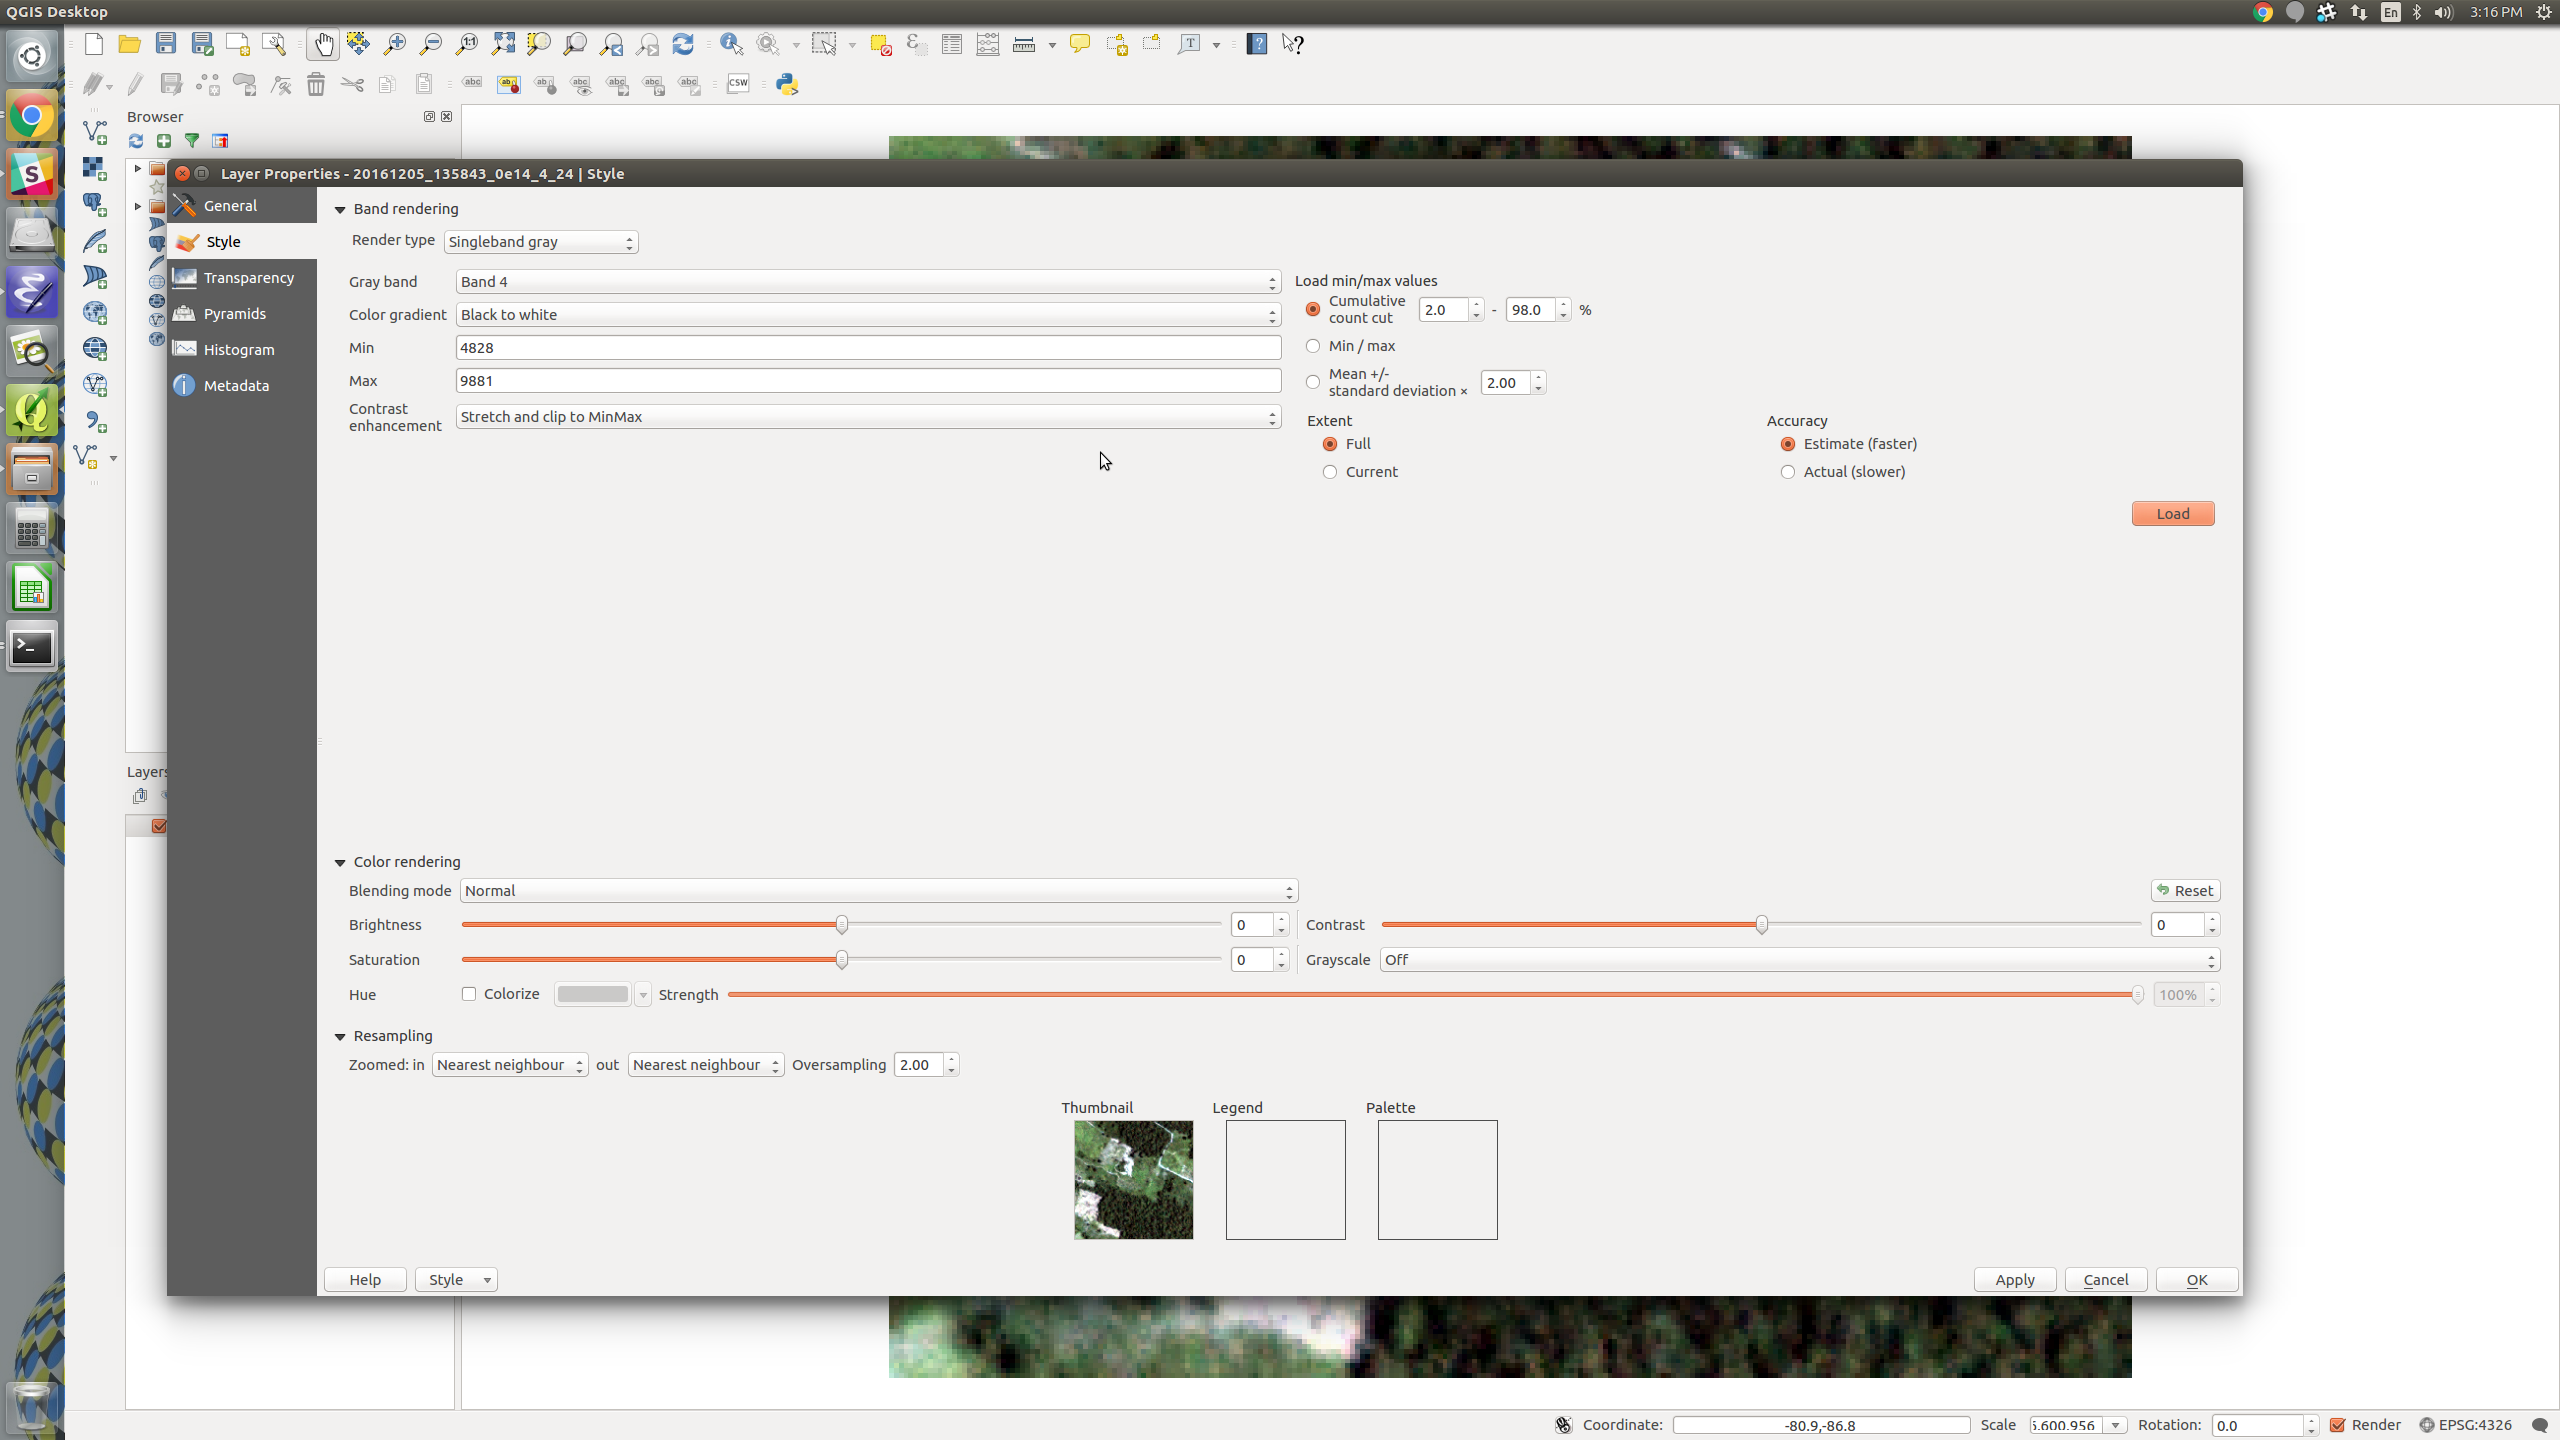 QGIS Desktop
En
3:16 PM
Browser
Layer Properties - 20161205_135843_0e14_4_24 | Style
General
Style
Transparency
Pyramids
Histogram
Metadata
Band rendering
Render type Singleband gray
Gray band Band 4
Color gradient Black to white
Min 4828
Max 9881
Contrast
enhancement
Stretch and clip to MinMax
Load min/max values
Cumulative
count cut
2.0 - 98.0 %
Min / max
Mean +/-
standard deviation ×
2.00
Extent
Full
Current
Accuracy
Estimate (faster)
Actual (slower)
Load
Layers
Color rendering
Blending mode Normal
Reset
Brightness 0 Contrast 0
Saturation 0 Grayscale Off
Hue Colorize Strength 100%
Resampling
Zoomed: in Nearest neighbour out Nearest neighbour Oversampling 2.00
Thumbnail Legend Palette
Help Style Apply Cancel OK
Coordinate: -80.9,-86.8 Scale 5.600.956 Rotation: 0.0 Render EPSG:4326